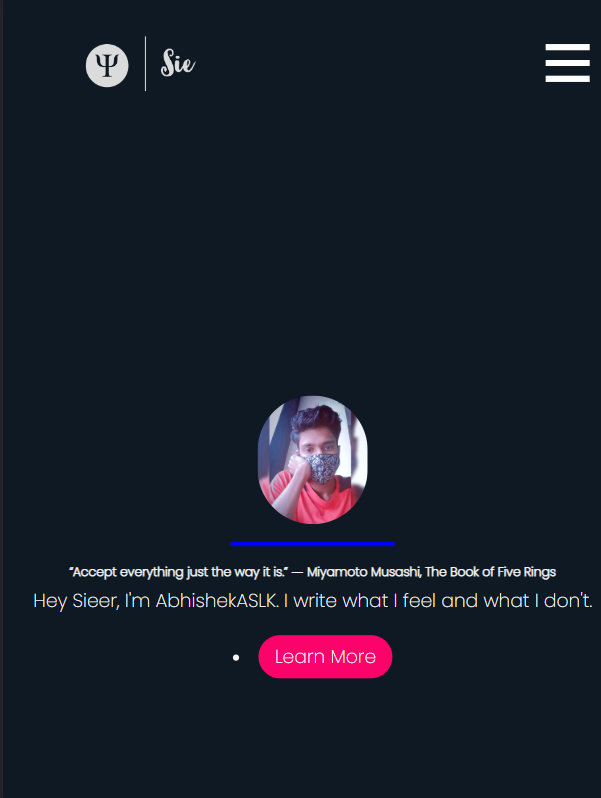 Ψ
Sie
“Accept everything just the way it is.” — Miyamoto Musashi, The Book of Five Rings
Hey Sieer, I'm AbhishekASLK. I write what I feel and what I don't.
Learn More